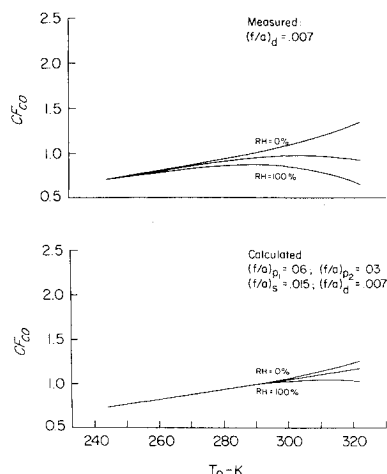 Measured:
(f/a)d = .007
2.5
2.0
1.5
1.0
0.5
CFCO
RH = 0%
RH = 100%
Calculated
(f/a)p1 = .06 ; (f/a)p2 = .03
(f/a)s = .015 ; (f/a)d = .007
2.5
2.0
1.5
1.0
0.5
CFCO
RH = 0%
RH = 100%
240 260 280 300 320
To - K